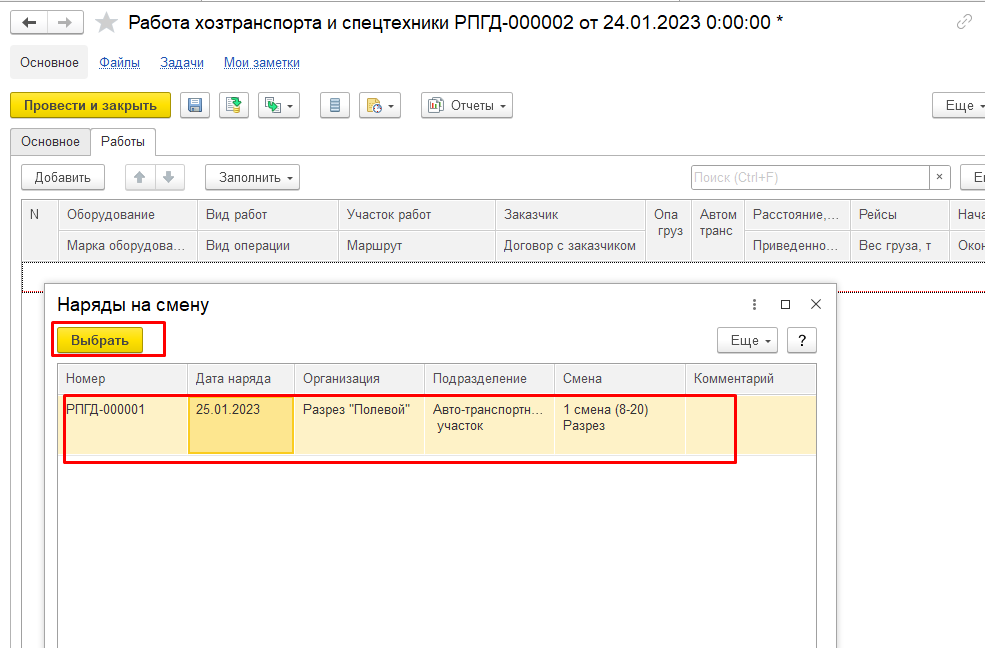 Работа хозтранспорта и спецтехники РПГД-000002 от 24.01.2023 0:00:00 *
Основное Файлы Задачи Мои заметки
Провести и закрыть Отчеты Еще
Основное Работы
Добавить Заполнить Поиск (Ctrl+F) × Е
N Оборудование Вид работ Участок работ Заказчик Опа Автом Расстояние,... Рейсы Нача
груз транс
Марка оборудова... Вид операции Маршрут Договор с заказчиком Приведенно... Вес груза, т Окон
Наряды на смену
Выбрать Еще ?
Номер Дата наряда Организация Подразделение Смена Комментарий
РПГД-000001 25.01.2023 Разрез "Полевой" Авто-транспортн... 1 смена (8-20)
участок Разрез